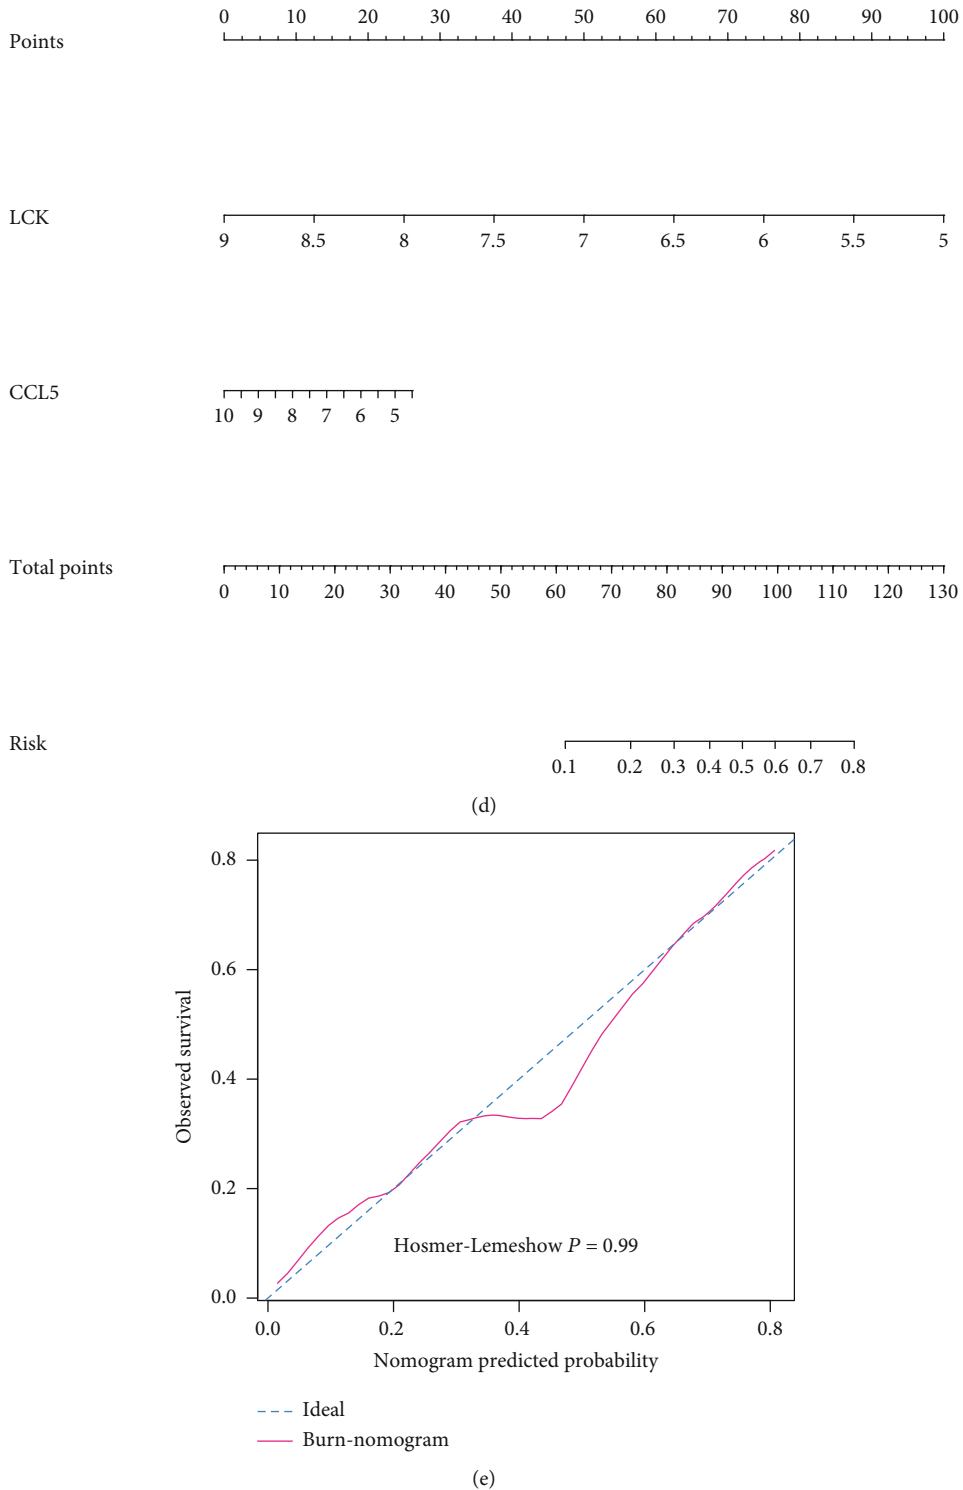 0 10 20 30 40 50 60 70 80 90 100
Points
LCK
9 8.5 8 7.5 7 6.5 6 5.5 5
CCL5
10 9 8 7 6 5
Total points
0 10 20 30 40 50 60 70 80 90 100 110 120 130
Risk
0.1 0.2 0.3 0.4 0.5 0.6 0.7 0.8
(d)
0.8
0.6
0.4
0.2
0.0
Observed survival
Hosmer-Lemeshow P = 0.99
0.0 0.2 0.4 0.6 0.8
Nomogram predicted probability
Ideal
Burn-nomogram
(e)